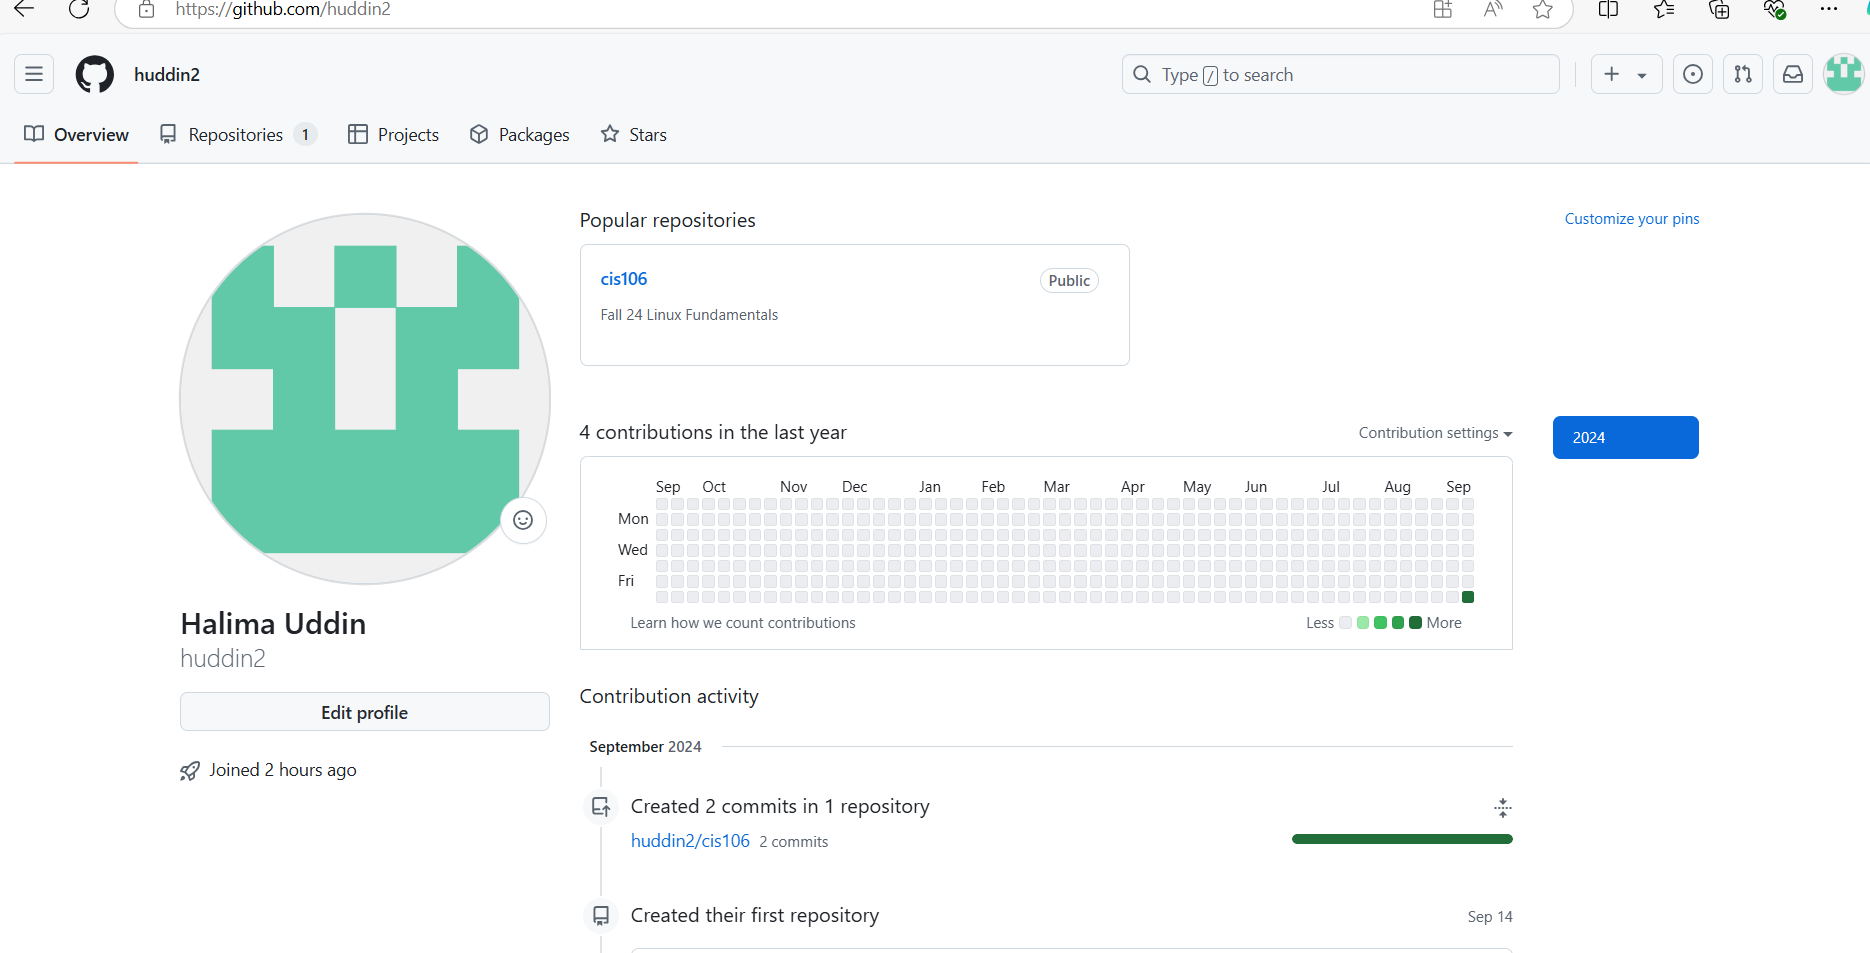 https://github.com/huddin2
huddin2
Type / to search
Overview
Repositories 1
Projects
Packages
Stars
Popular repositories
Customize your pins
cis106
Public
Fall 24 Linux Fundamentals
4 contributions in the last year
Contribution settings
2024
Sep Oct Nov Dec Jan Feb Mar Apr May Jun Jul Aug Sep
Mon
Wed
Fri
Learn how we count contributions
Less More
Halima Uddin
huddin2
Edit profile
Joined 2 hours ago
Contribution activity
September 2024
Created 2 commits in 1 repository
huddin2/cis106 2 commits
Created their first repository
Sep 14